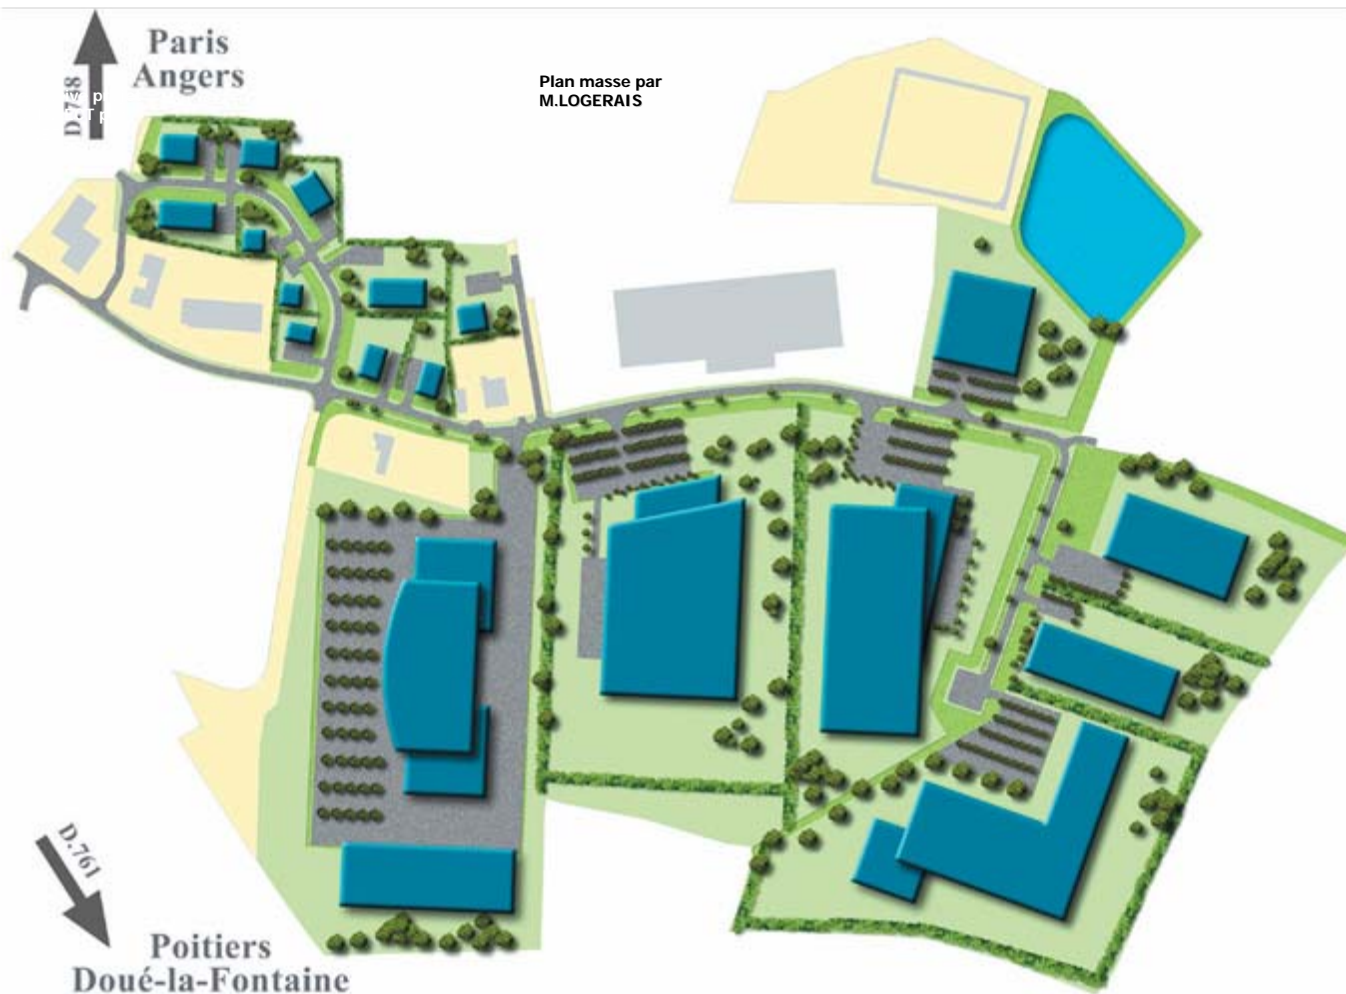 Paris
Angers
D.748
Plan masse par
M.LOGERAIS
D.761
Poitiers
Doué-la-Fontaine